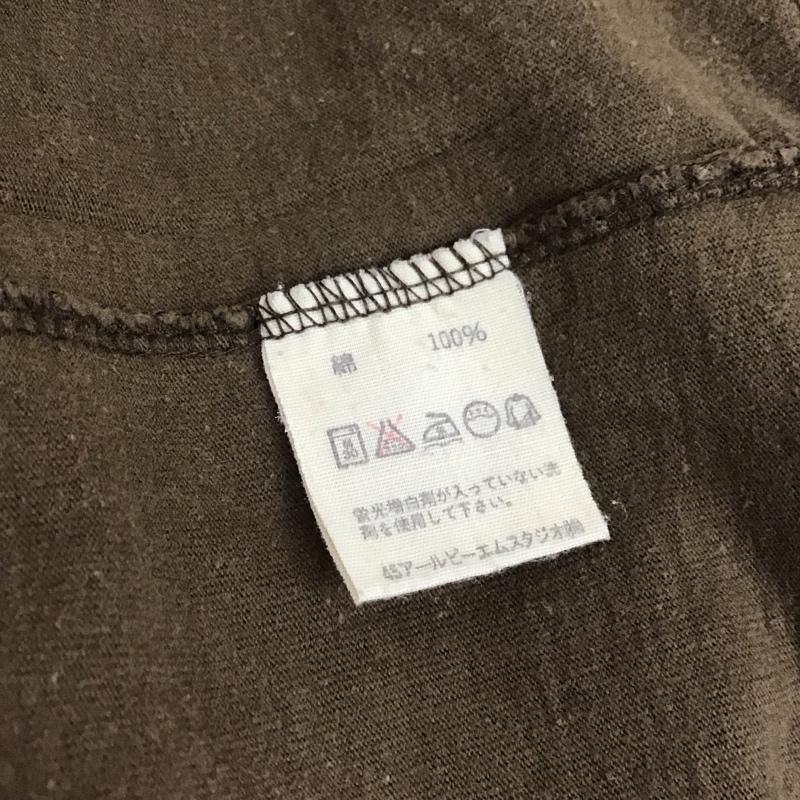 綿 100%
蛍光増白剤が入っていない洗
剤を使用して下さい。
45アールピーエムスタジオ㈱